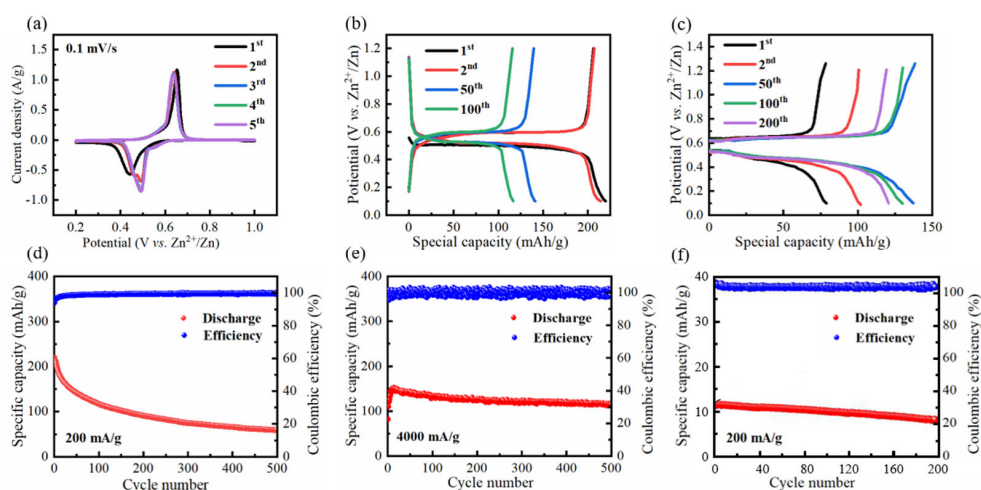 (a)
0.1 mV/s
1st
2nd
3rd
4th
5th
Current density (A/g)
1.5
1.0
0.5
0.0
-0.5
-1.0
0.2 0.4 0.6 0.8 1.0
Potential (V vs. Zn2+/Zn)
(b)
1st
2nd
50th
100th
Potential (V vs. Zn2+/Zn)
1.2
1.0
0.8
0.6
0.4
0.2
0.0
0 50 100 150 200
Special capacity (mAh/g)
(c)
1st
2nd
50th
100th
200th
Potiential (V vs. Zn2+/Zn)
1.4
1.2
1.0
0.8
0.6
0.4
0.2
0.0
0 50 100 150
Special capacity (mAh/g)
(d)
Discharge
Efficiency
200 mA/g
Specific capacity (mAh/g)
400
300
200
100
0
100
80
60
40
20
0
Coulombic efficiency (%)
0 100 200 300 400 500
Cycle number
(e)
Discharge
Efficiency
4000 mA/g
Specific capacity (mAh/g)
400
300
200
100
0
100
80
60
40
20
0
Coulombic efficiency (%)
0 100 200 300 400 500
Cycle number
(f)
Discharge
Efficiency
200 mA/g
Specific capacity (mAh/g)
40
30
20
10
0
100
80
60
40
20
0
Coulombic efficiency (%)
0 40 80 120 160 200
Cycle number